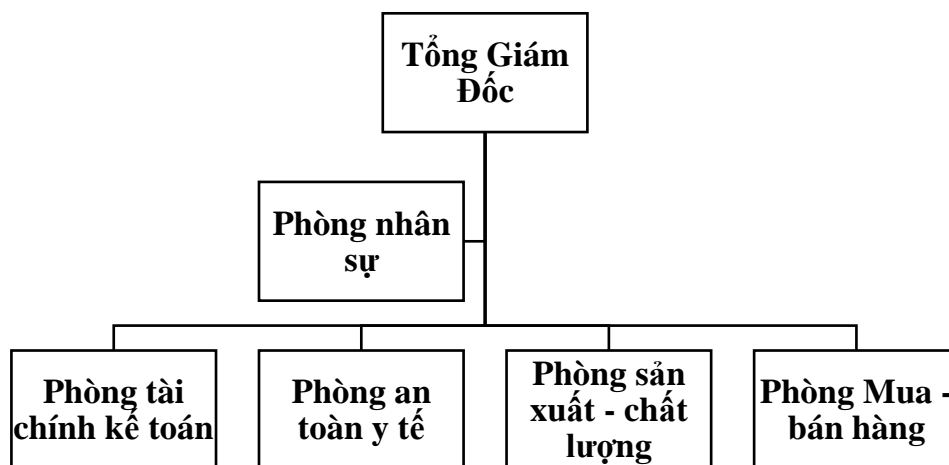 Tổng Giám
Đốc
Phòng nhân
sự
Phòng tài
chính kế toán
Phòng an
toàn y tế
Phòng sản
xuất - chất
lượng
Phòng Mua -
bán hàng